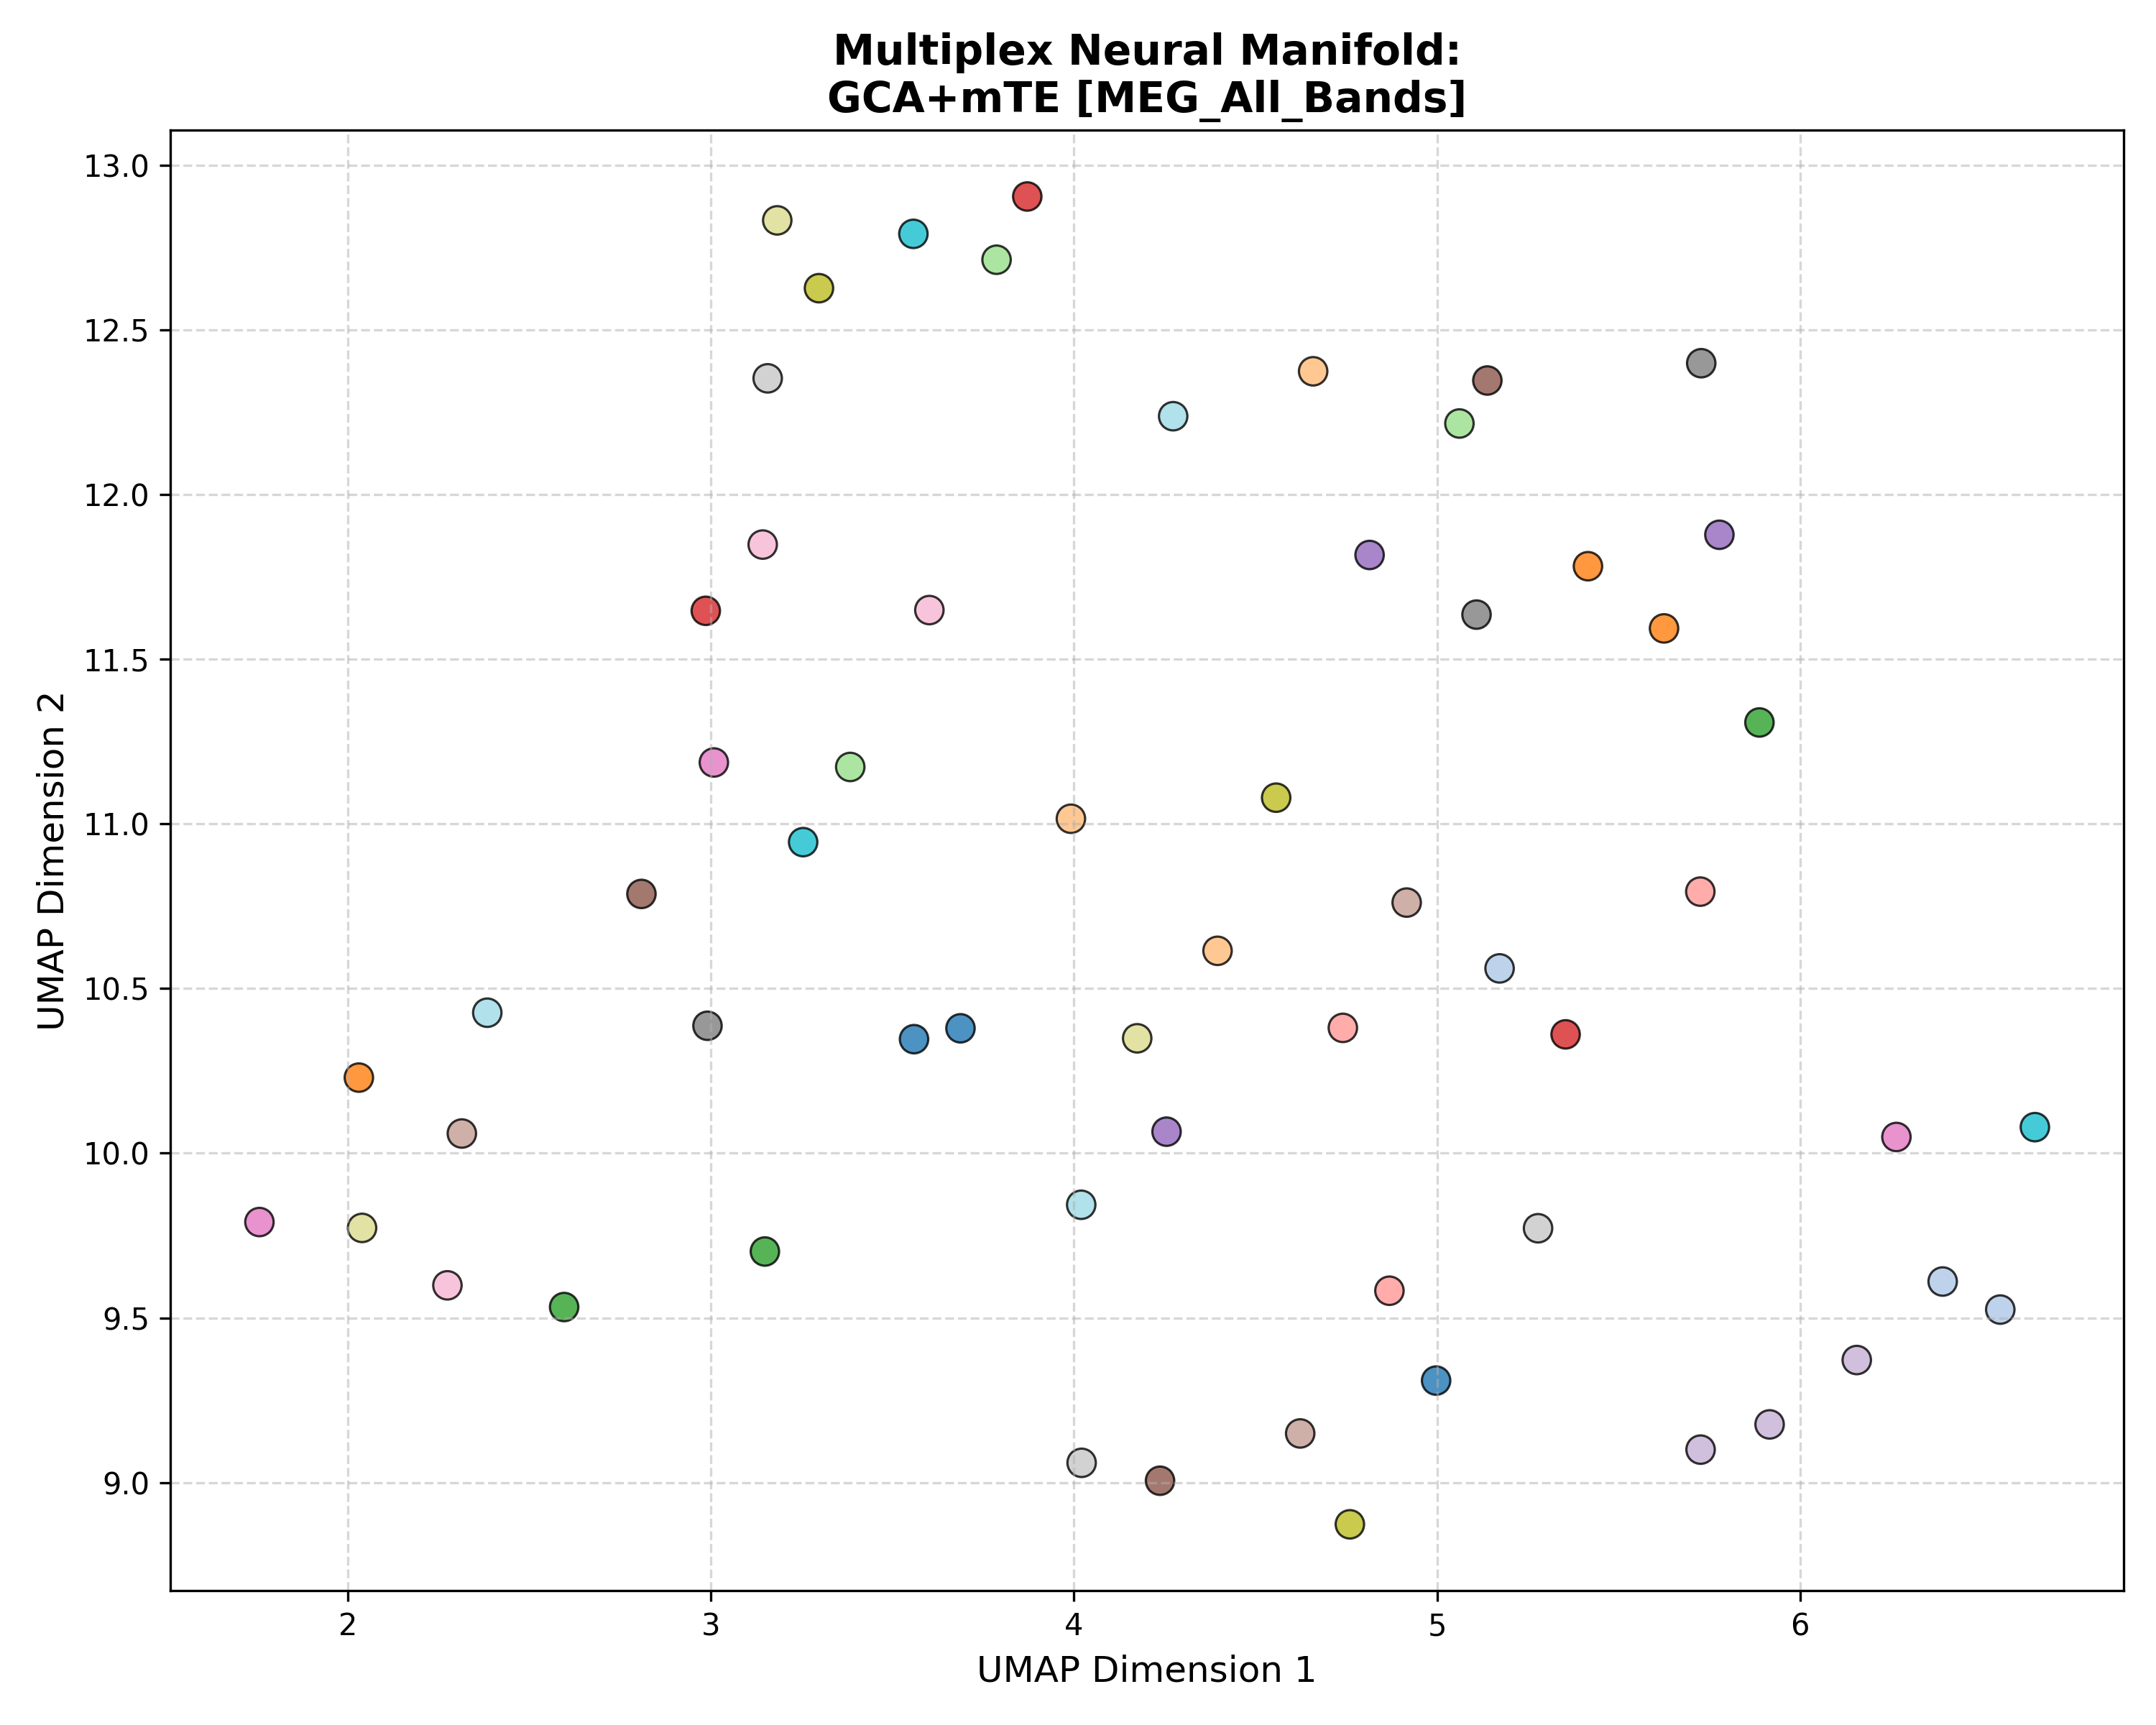 Multiplex Neural Manifold:
GCA+mTE [MEG_All_Bands]
13.0
12.5
12.0
11.5
11.0
10.5
10.0
9.5
9.0
UMAP Dimension 2
2 3 4 5 6
UMAP Dimension 1